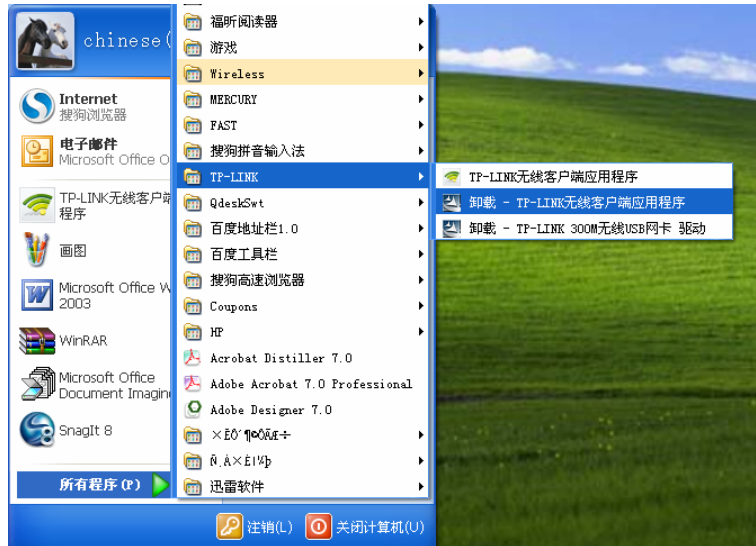 chinese(
Internet
搜狗浏览器
电子邮件
Microsoft Office O
TP-LINK无线客户端
程序
画图
Microsoft Office W
2003
WinRAR
Microsoft Office
Document Imagin
SnagIt 8
所有程序(P)
福昕阅读器
游戏
Wireless
MERCURY
FAST
搜狗拼音输入法
TP-LINK
QdeskSwt
百度地址栏1.0
百度工具栏
搜狗高速浏览器
Coupons
HP
Acrobat Distiller 7.0
Adobe Acrobat 7.0 Professional
Adobe Designer 7.0
迅雷软件
TP-LINK无线客户端应用程序
卸载 - TP-LINK无线客户端应用程序
卸载 - TP-LINK 300M无线USB网卡 驱动
注销(L)
关闭计算机(U)